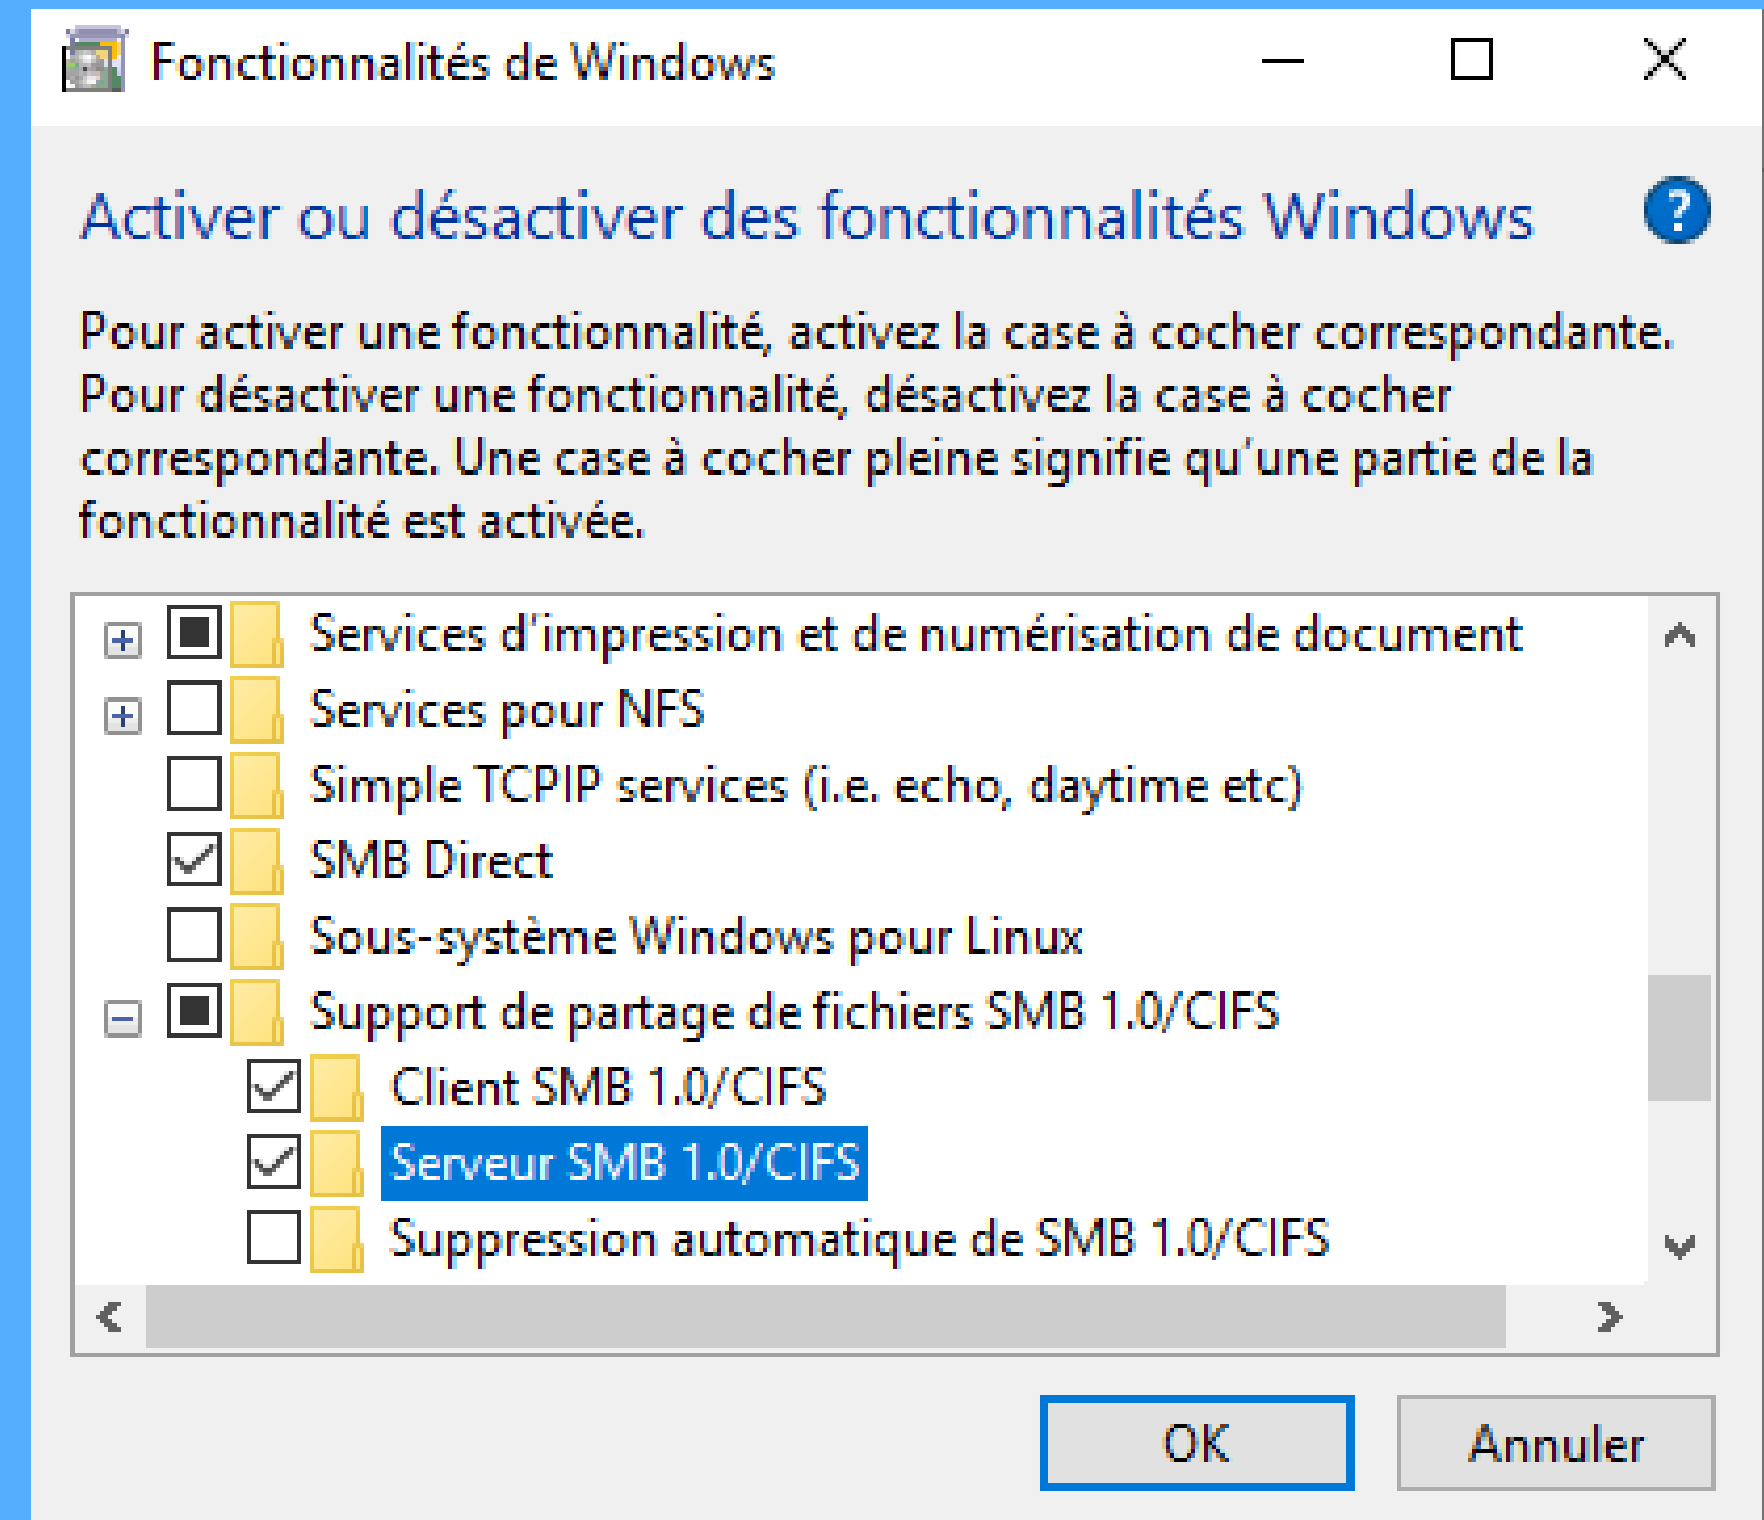 Fonctionnalités de Windows
Activer ou désactiver des fonctionnalités Windows
?
Pour activer une fonctionnalité, activez la case à cocher correspondante.
Pour désactiver une fonctionnalité, désactivez la case à cocher
correspondante. Une case à cocher pleine signifie qu'une partie de la
fonctionnalité est activée.
Services d'impression et de numérisation de document
Services pour NFS
Simple TCPIP services (i.e. echo, daytime etc)
SMB Direct
Sous-système Windows pour Linux
Support de partage de fichiers SMB 1.0/CIFS
Client SMB 1.0/CIFS
Serveur SMB 1.0/CIFS
Suppression automatique de SMB 1.0/CIFS
OK Annuler